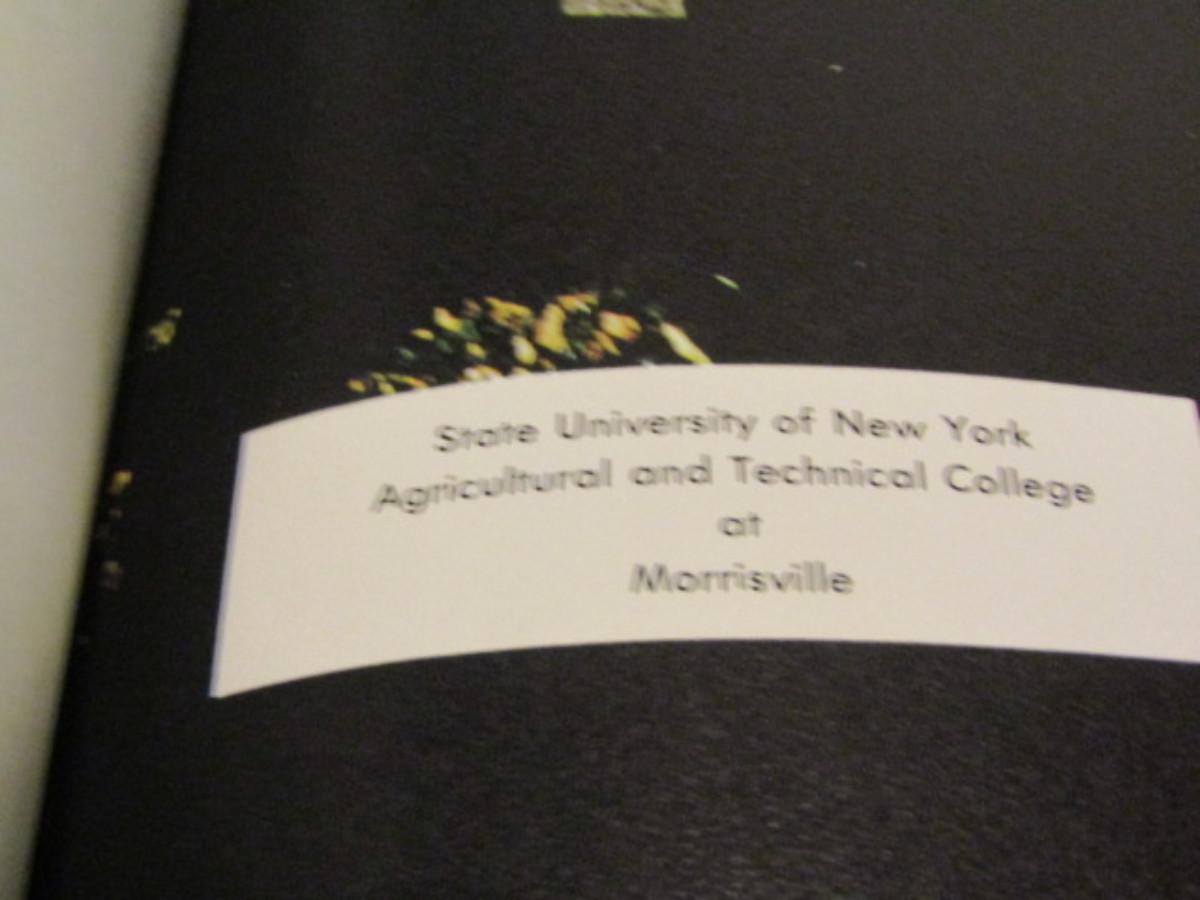 State University of New York
Agricultural and Technical College
at
Morrisville